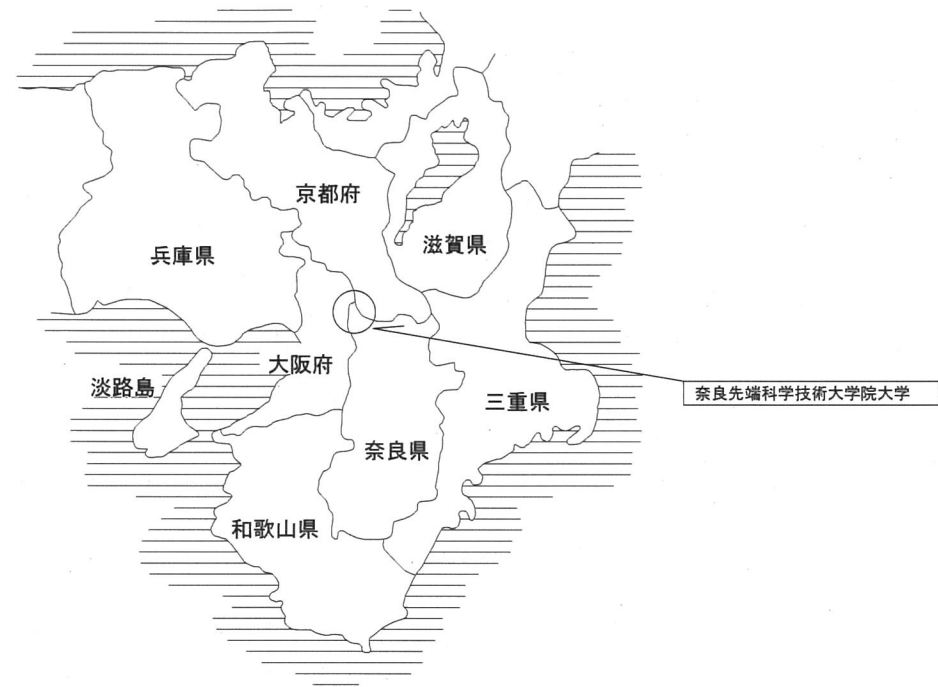 京都府
滋賀県
兵庫県
大阪府
淡路島
奈良先端科学技術大学院大学
三重県
奈良県
和歌山県